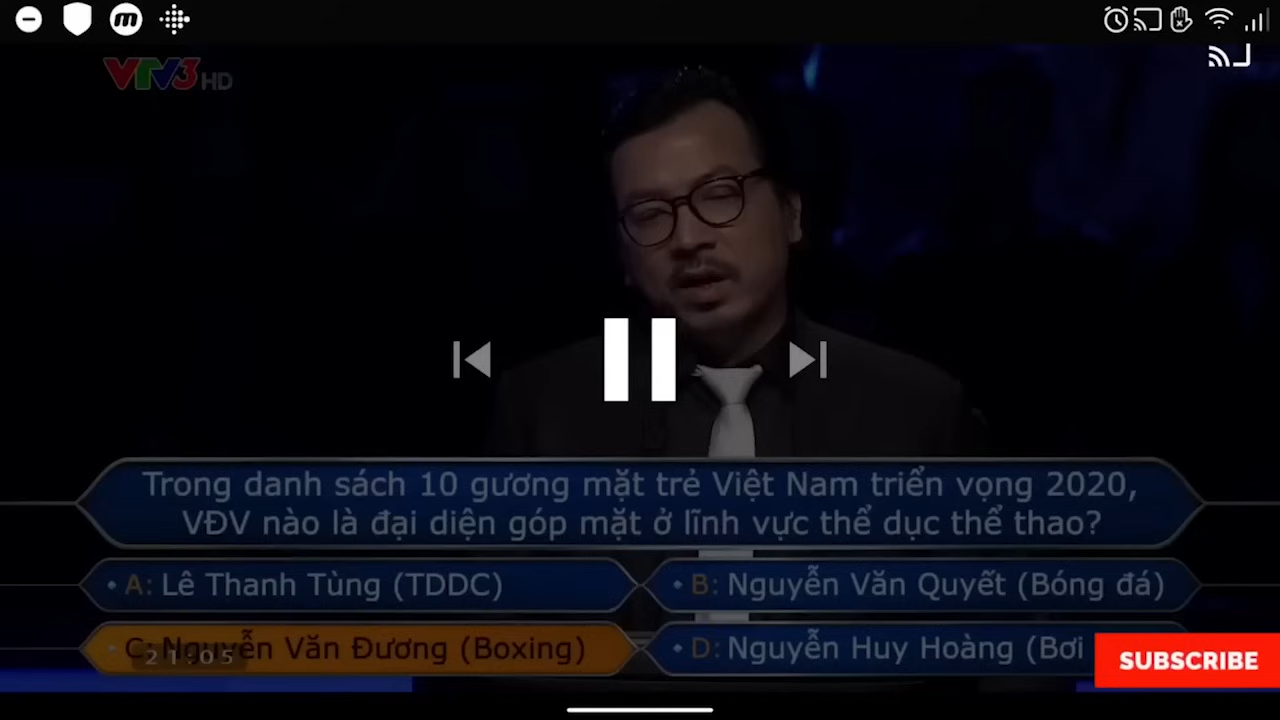 VTV3 HD
Trong danh sách 10 gương mặt trẻ Việt Nam triển vọng 2020,
VĐV nào là đại diện góp mặt ở lĩnh vực thể dục thể thao?
A: Lê Thanh Tùng (TDDC)
B: Nguyễn Văn Quyết (Bóng đá)
C: Nguyễn Văn Đương (Boxing)
21:05
D: Nguyễn Huy Hoàng (Bơi
SUBSCRIBE